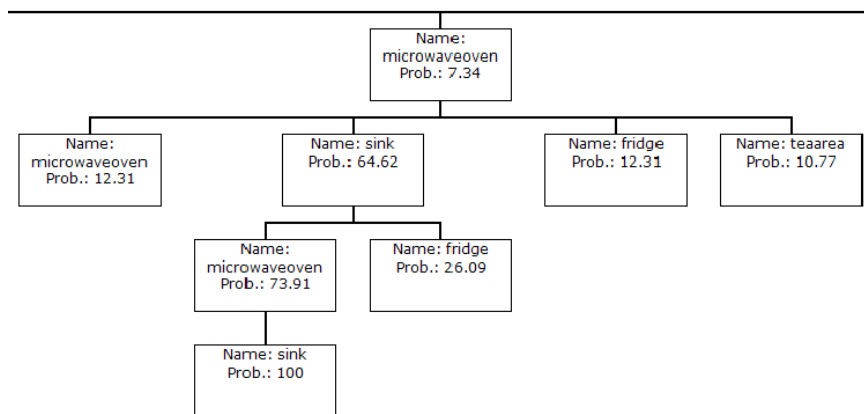 Name:
microwaveoven
Prob.: 7.34
Name:
microwaveoven
Prob.: 12.31
Name: sink
Prob.: 64.62
Name: fridge
Prob.: 12.31
Name: teaarea
Prob.: 10.77
Name:
microwaveoven
Prob.: 73.91
Name: fridge
Prob.: 26.09
Name: sink
Prob.: 100